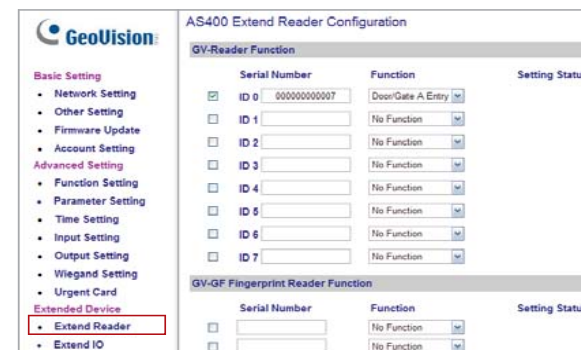 GeoVision
AS400 Extend Reader Configuration
GV-Reader Function
Serial Number Function Setting Statu
ID 0 000000000007 Door/Gate A Entry
ID 1 No Function
ID 2 No Function
ID 3 No Function
ID 4 No Function
ID 5 No Function
ID 6 No Function
ID 7 No Function
GV-GF Fingerprint Reader Function
Serial Number Function Setting Statu
No Function
No Function
Basic Setting
Network Setting
Other Setting
Firmware Update
Account Setting
Advanced Setting
Function Setting
Parameter Setting
Time Setting
Input Setting
Output Setting
Wiegand Setting
Urgent Card
Extended Device
Extend Reader
Extend IO